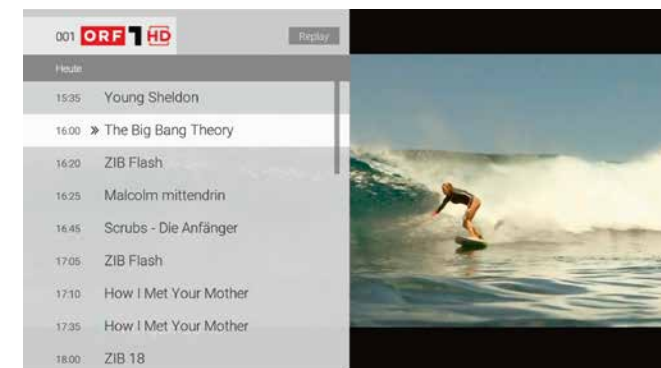 001 ORF 1 HD Replay
Heute
15:35 Young Sheldon
16:00 » The Big Bang Theory
16:20 ZIB Flash
16:25 Malcolm mittendrin
16:45 Scrubs - Die Anfänger
17:05 ZIB Flash
17:10 How I Met Your Mother
17:35 How I Met Your Mother
18:00 ZIB 18